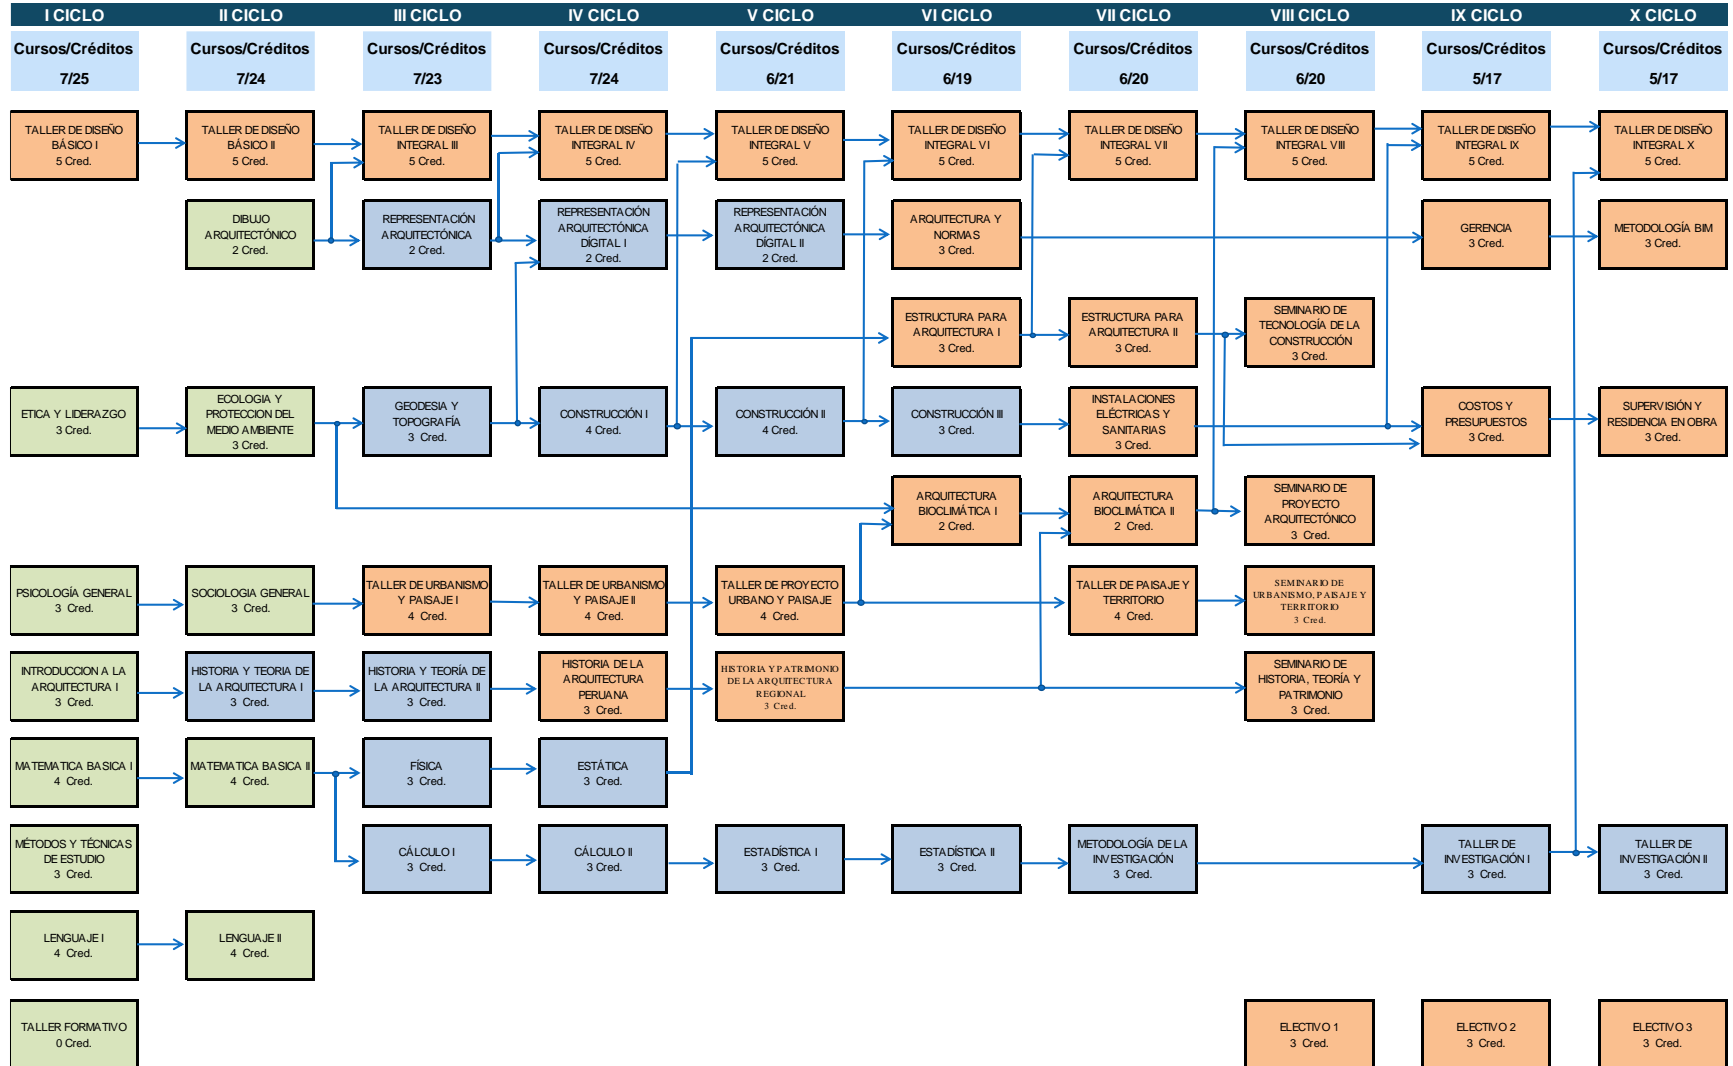 I CICLO
II CICLO
III CICLO
IV CICLO
V CICLO
VI CICLO
VII CICLO
VIII CICLO
IX CICLO
X CICLO
Cursos/Créditos
Cursos/Créditos
Cursos/Créditos
Cursos/Créditos
Cursos/Créditos
Cursos/Créditos
Cursos/Créditos
Cursos/Créditos
Cursos/Créditos
Cursos/Créditos
7/25
7/24
7/23
7/24
6/21
6/19
6/20
6/20
5/17
5/17
TALLER DE DISEÑO
BÁSICO I
5 Cred.
TALLER DE DISEÑO
BÁSICO II
5 Cred.
TALLER DE DISEÑO
INTEGRAL III
5 Cred.
TALLER DE DISEÑO
INTEGRAL IV
5 Cred.
TALLER DE DISEÑO
INTEGRAL V
5 Cred.
TALLER DE DISEÑO
INTEGRAL VI
5 Cred.
TALLER DE DISEÑO
INTEGRAL VII
5 Cred.
TALLER DE DISEÑO
INTEGRAL VIII
5 Cred.
TALLER DE DISEÑO
INTEGRAL IX
5 Cred.
TALLER DE DISEÑO
INTEGRAL X
5 Cred.
DIBUJO
ARQUITECTÓNICO
2 Cred.
REPRESENTACIÓN
ARQUITECTÓNICA
2 Cred.
REPRESENTACIÓN
ARQUITECTÓNICA
DÍGITAL I
2 Cred.
REPRESENTACIÓN
ARQUITECTÓNICA
DÍGITAL II
2 Cred.
ARQUITECTURA Y
NORMAS
3 Cred.
GERENCIA
3 Cred.
METODOLOGÍA BIM
3 Cred.
ESTRUCTURA PARA
ARQUITECTURA I
3 Cred.
ESTRUCTURA PARA
ARQUITECTURA II
3 Cred.
SEMINARIO DE
TECNOLOGÍA DE LA
CONSTRUCCIÓN
3 Cred.
ETICA Y LIDERAZGO
3 Cred.
ECOLOGIA Y
PROTECCION DEL
MEDIO AMBIENTE
3 Cred.
GEODESIA Y
TOPOGRAFÍA
3 Cred.
CONSTRUCCIÓN I
4 Cred.
CONSTRUCCIÓN II
4 Cred.
CONSTRUCCIÓN III
3 Cred.
INSTALACIONES
ELÉCTRICAS Y
SANITARIAS
3 Cred.
COSTOS Y
PRESUPUESTOS
3 Cred.
SUPERVISIÓN Y
RESIDENCIA EN OBRA
3 Cred.
ARQUITECTURA
BIOCLIMÁTICA I
2 Cred.
ARQUITECTURA
BIOCLIMÁTICA II
2 Cred.
SEMINARIO DE
PROYECTO
ARQUITECTÓNICO
3 Cred.
PSICOLOGÍA GENERAL
3 Cred.
SOCIOLOGIA GENERAL
3 Cred.
TALLER DE URBANISMO
Y PAISAJE I
4 Cred.
TALLER DE URBANISMO
Y PAISAJE II
4 Cred.
TALLER DE PROYECTO
URBANO Y PAISAJE
4 Cred.
TALLER DE PAISAJE Y
TERRITORIO
4 Cred.
SEMINARIO DE
URBANISMO, PAISAJE Y
TERRITORIO
3 Cred.
INTRODUCCION A LA
ARQUITECTURA I
3 Cred.
HISTORIA Y TEORIA DE
LA ARQUITECTURA I
3 Cred.
HISTORIA Y TEORÍA DE
LA ARQUITECTURA II
3 Cred.
HISTORIA DE LA
ARQUITECTURA
PERUANA
3 Cred.
HISTORIA Y PATRIMONIO
DE LA ARQUITECTURA
REGIONAL
3 Cred.
SEMINARIO DE
HISTORIA, TEORÍA Y
PATRIMONIO
3 Cred.
MATEMATICA BASICA I
4 Cred.
MATEMATICA BASICA II
4 Cred.
FÍSICA
3 Cred.
ESTÁTICA
3 Cred.
MÉTODOS Y TÉCNICAS
DE ESTUDIO
3 Cred.
CÁLCULO I
3 Cred.
CÁLCULO II
3 Cred.
ESTADÍSTICA I
3 Cred.
ESTADÍSTICA II
3 Cred.
METODOLOGÍA DE LA
INVESTIGACIÓN
3 Cred.
TALLER DE
INVESTIGACIÓN I
3 Cred.
TALLER DE
INVESTIGACIÓN II
3 Cred.
LENGUAJE I
4 Cred.
LENGUAJE II
4 Cred.
TALLER FORMATIVO
0 Cred.
ELECTIVO 1
3 Cred.
ELECTIVO 2
3 Cred.
ELECTIVO 3
3 Cred.